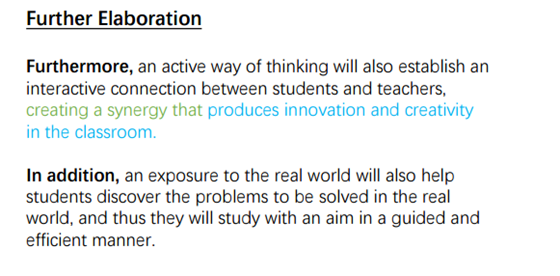 Further Elaboration
Furthermore, an active way of thinking will also establish an
interactive connection between students and teachers,
creating a synergy that produces innovation and creativity
in the classroom.
In addition, an exposure to the real world will also help
students discover the problems to be solved in the real
world, and thus they will study with an aim in a guided and
efficient manner.